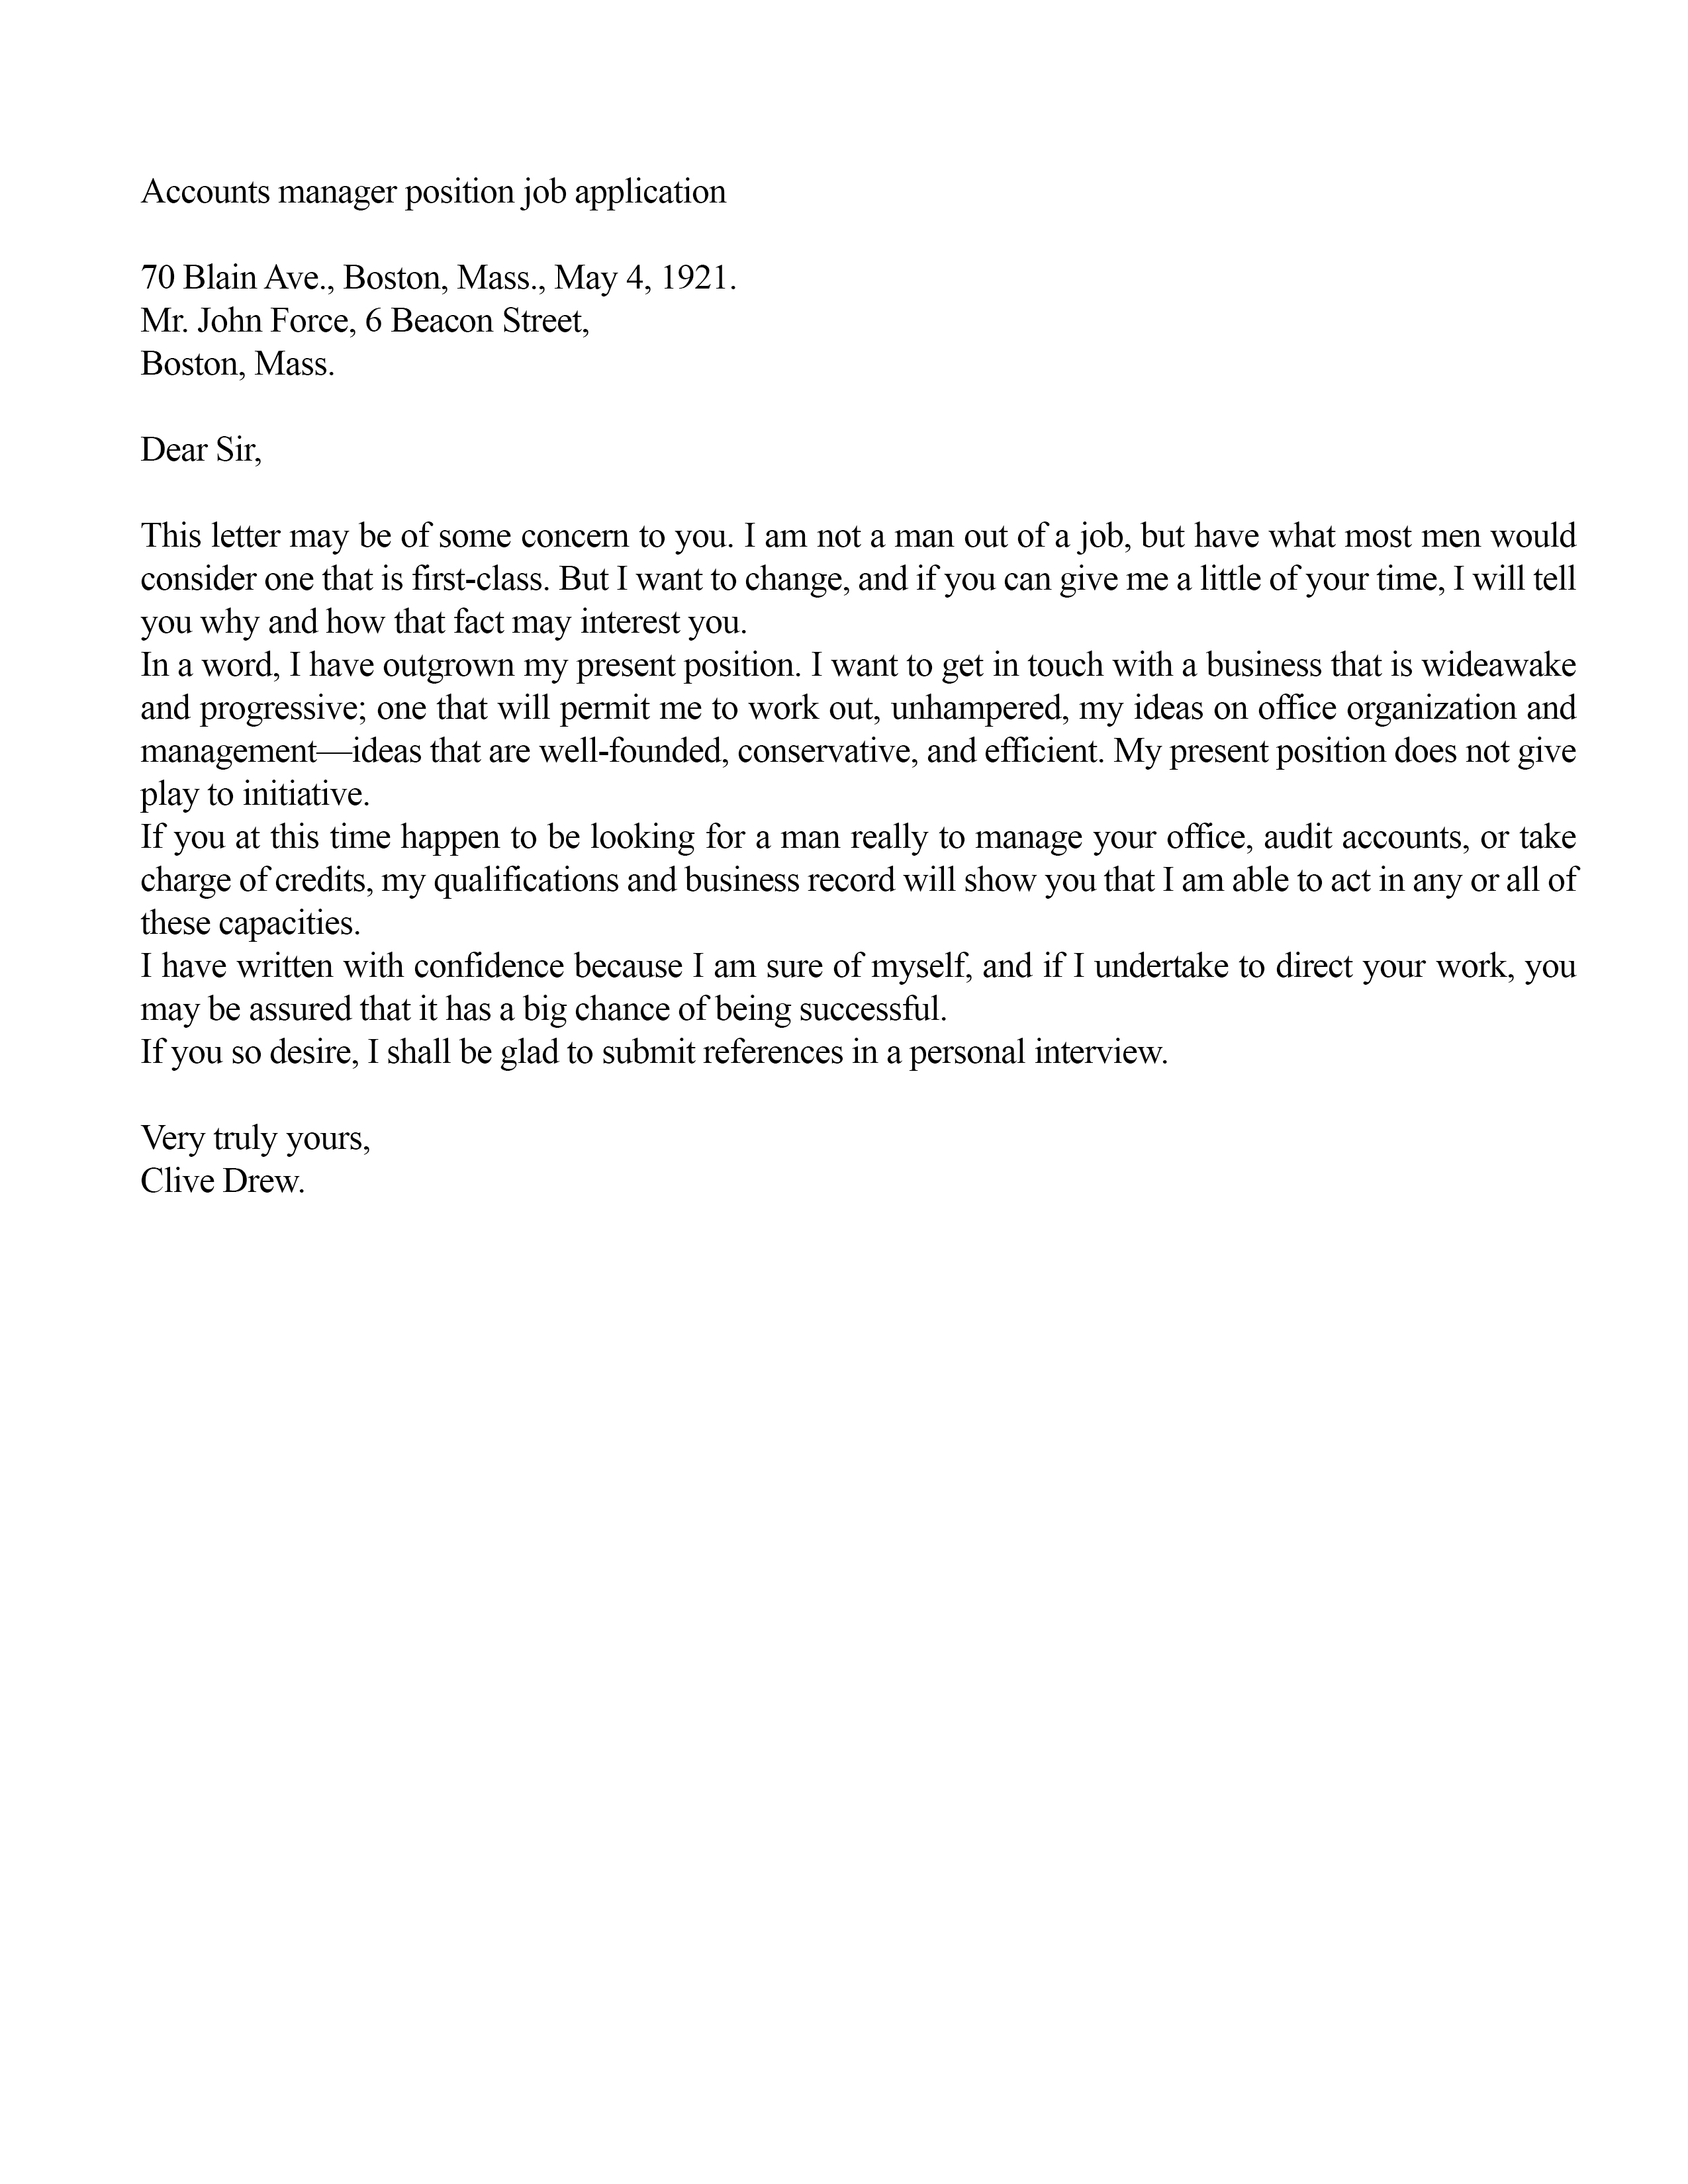 Accounts manager position job application
70 Blain Ave., Boston, Mass., May 4, 1921.
Mr. John Force, 6 Beacon Street,
Boston, Mass.
Dear Sir,
This letter may be of some concern to you. I am not a man out of a job, but have what most men would
consider one that is first-class. But I want to change, and if you can give me a little of your time, I will tell
you why and how that fact may interest you.
In a word, I have outgrown my present position. I want to get in touch with a business that is wideawake
and progressive; one that will permit me to work out, unhampered, my ideas on office organization and
management—ideas that are well-founded, conservative, and efficient. My present position does not give
play to initiative.
If you at this time happen to be looking for a man really to manage your office, audit accounts, or take
charge of credits, my qualifications and business record will show you that I am able to act in any or all of
these capacities.
I have written with confidence because I am sure of myself, and if I undertake to direct your work, you
may be assured that it has a big chance of being successful.
If you so desire, I shall be glad to submit references in a personal interview.
Very truly yours,
Clive Drew.